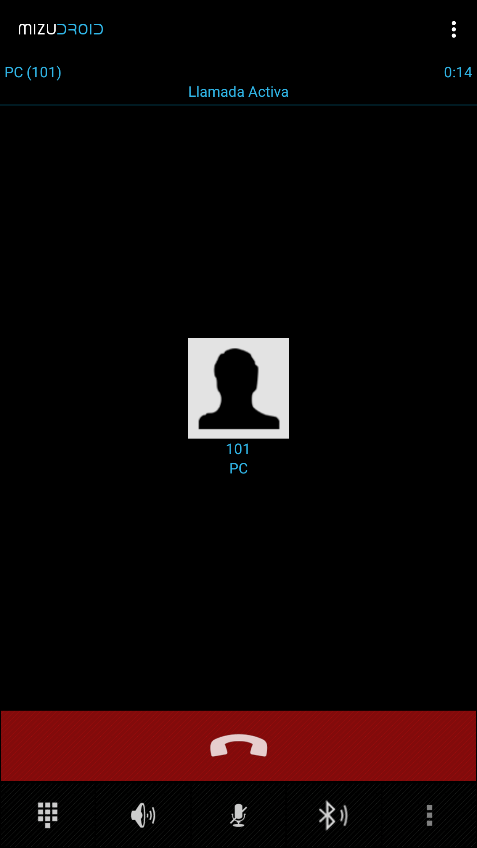 MIZUDROID
PC (101)
0:14
Llamada Activa
101
PC